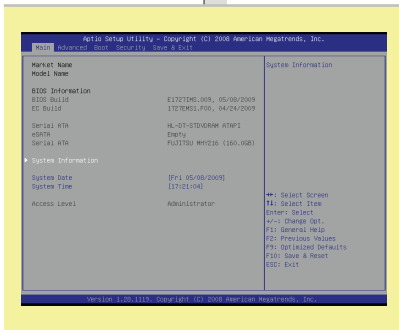 Aptio Setup Utility - Copyright (C) 2008 American Megatrends, Inc.
Main Advanced Boot Security Save & Exit
Market Name
Model Name
System Information
BIOS Information
BIOS Build E172TIMS.009, 05/08/2009
EC Build 172TEMS1.F00, 04/24/2009
Serial ATA HL-DT-STDVDRAM ATAPI
eDATA Empty
Serial ATA FUJITSU MHY216 (160.0GB)
System Information
System Date [Fri 05/08/2009]
System Time [17:21:04]
Access Level Administrator
→←: Select Screen
↑↓: Select Item
Enter: Select
+/-: Change Opt.
F1: General Help
F2: Previous Values
F9: Optimized Defaults
F10: Save & Reset
ESC: Exit
Version 1.28.1119. Copyright (C) 2008 American Megatrends, Inc.